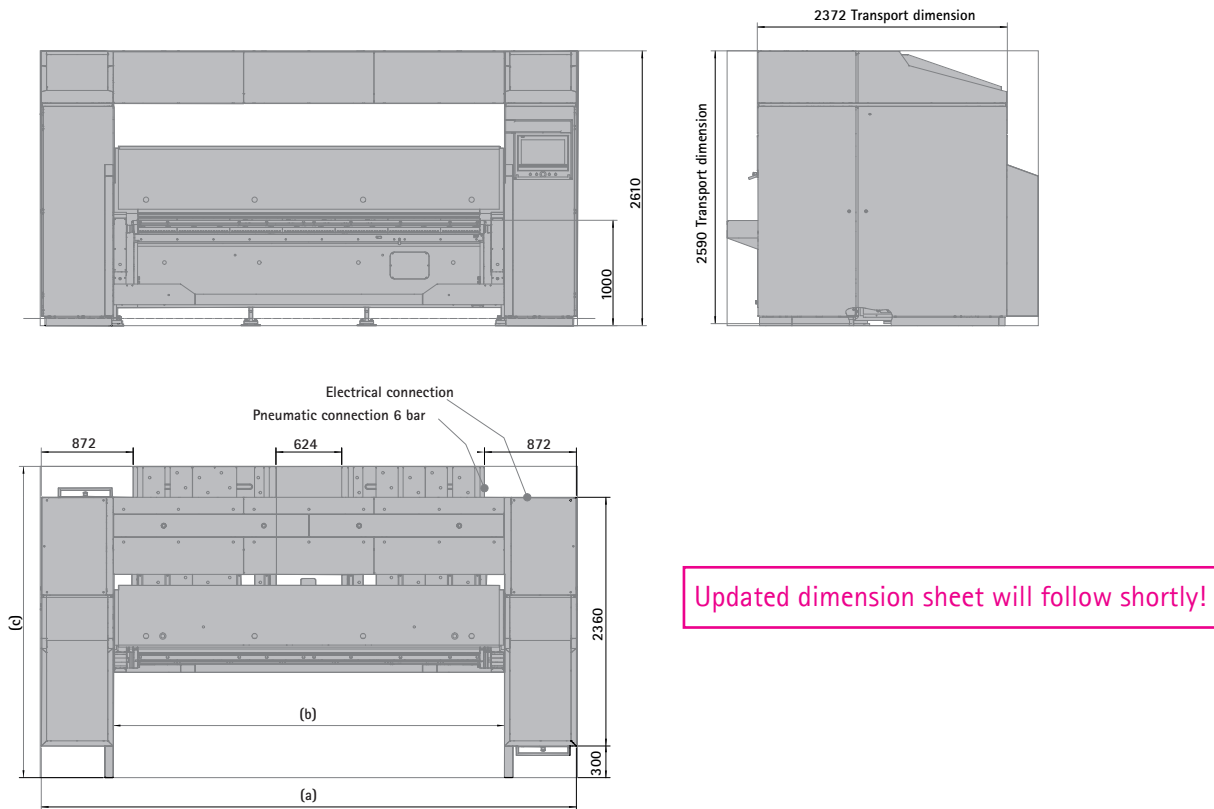 2372 Transport dimension
2610
1000
2590 Transport dimension
Electrical connection
Pneumatic connection 6 bar
872
624
872
(c)
2360
(b)
300
(a)
Updated dimension sheet will follow shortly!